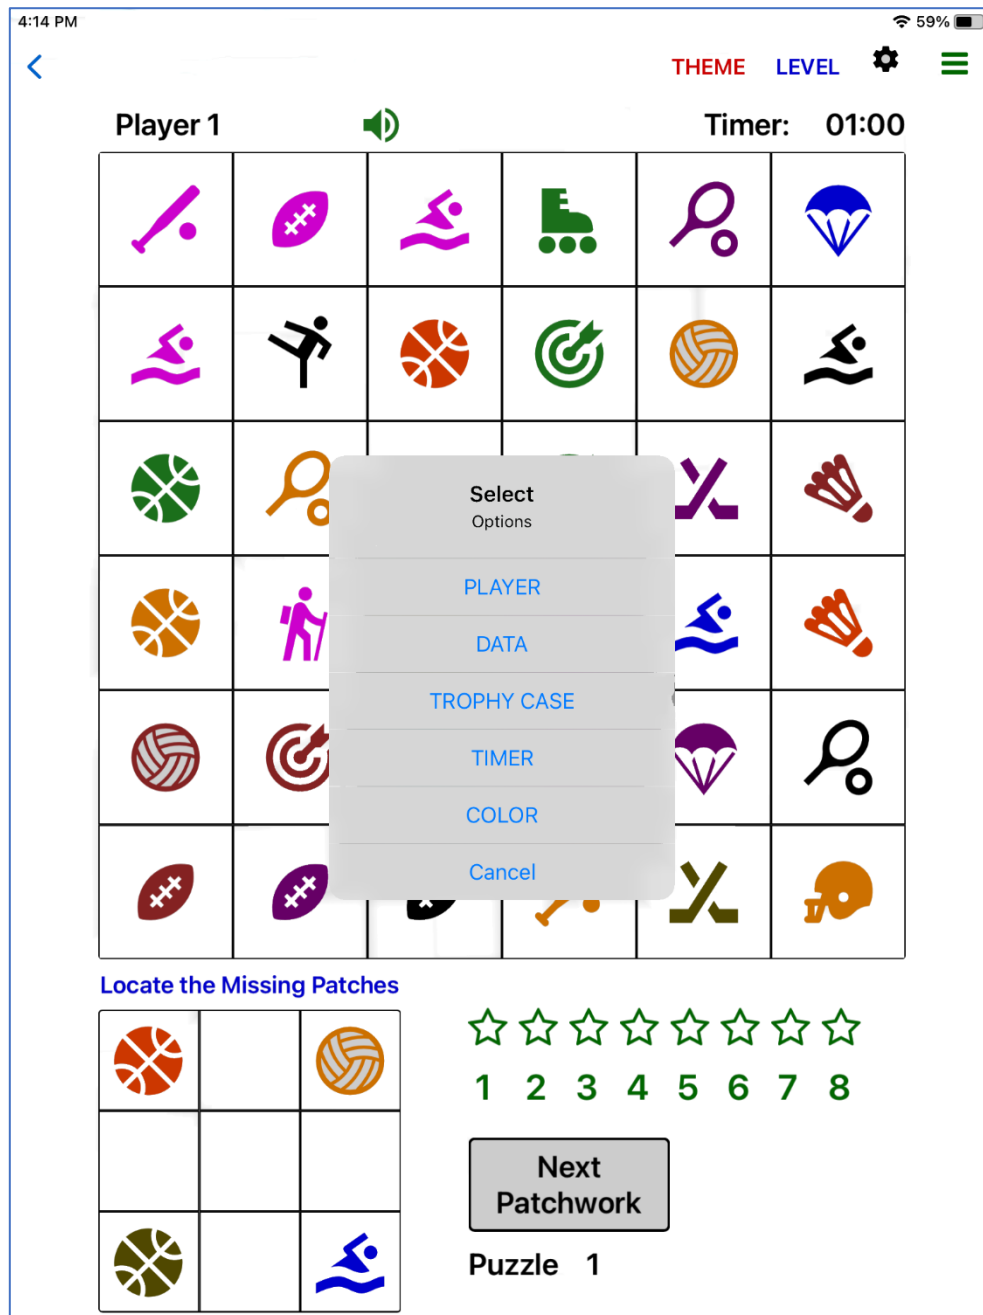 4:14 PM 59%
THEME LEVEL
Player 1 Timer: 01:00
Select
Options
PLAYER
DATA
TROPHY CASE
TIMER
COLOR
Cancel
Locate the Missing Patches
1 2 3 4 5 6 7 8
Next
Patchwork
Puzzle 1